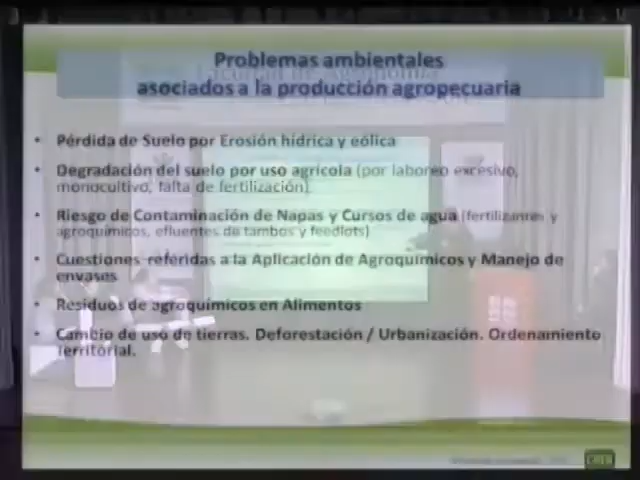 Problemas ambientales
asociados a la producción agropecuaria
Facultad de Agronomía
• Pérdida de Suelo por Erosión hídrica y eólica
• Degradación del suelo por uso agrícola (por laboreo excesivo,
monocultivo, falta de fertilización)
• Riesgo de Contaminación de Napas y Cursos de agua (fertilizantes y
agroquímicos, efluentes de tambos y feedlots)
• Cuestiones referidas a la Aplicación de Agroquímicos y Manejo de
envases
• Residuos de agroquímicos en Alimentos
• Cambio de uso de tierras. Deforestación / Urbanización. Ordenamiento
Territorial.